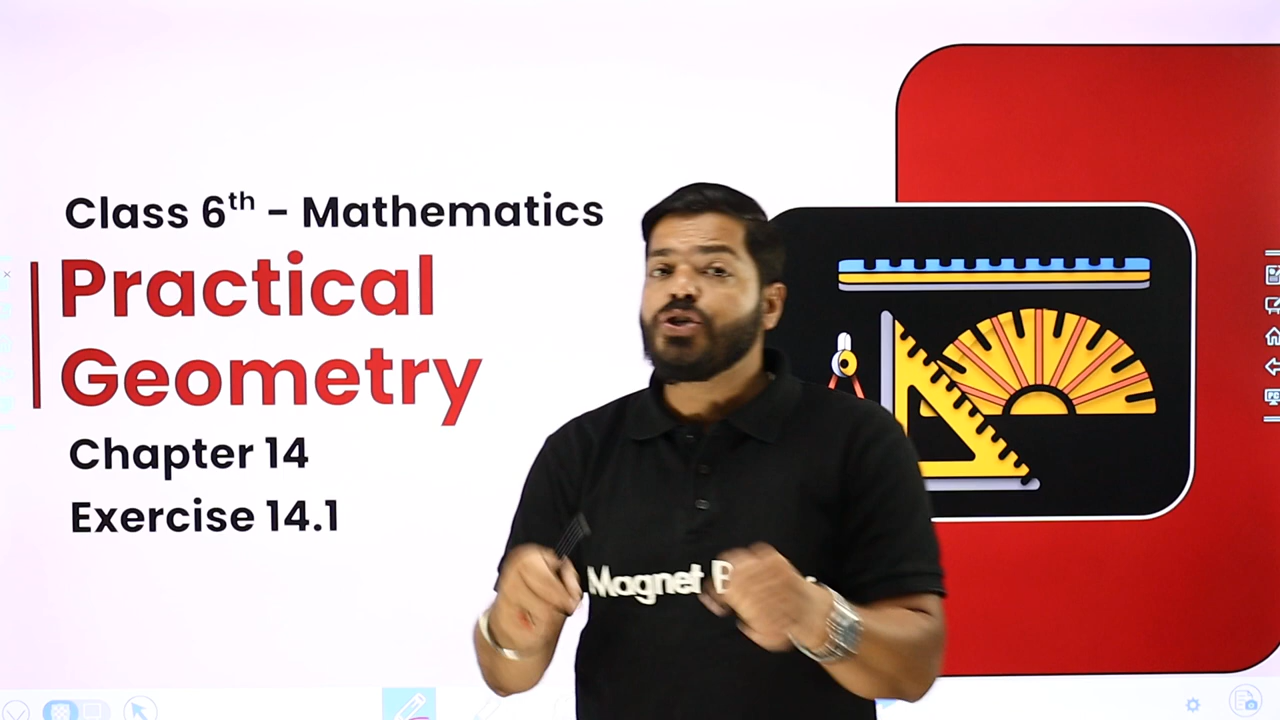 Class 6th - Mathematics
Practical
Geometry
Chapter 14
Exercise 14.1
Magnet